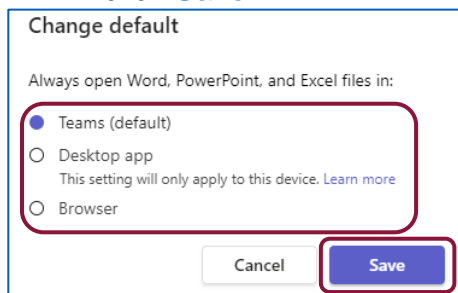 Change default
Always open Word, PowerPoint, and Excel files in:
Teams (default)
Desktop app
This setting will only apply to this device. Learn more
Browser
Cancel Save